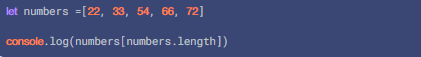 let numbers =[22, 33, 54, 66, 72]
console.log(numbers[numbers.length])